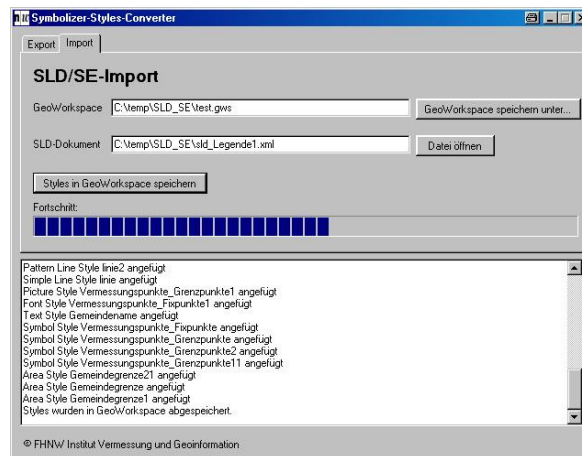 Symbolizer-Styles-Converter
Export Import
SLD/SE-Import
GeoWorkspace C:\temp\SLD_SE\test.gws GeoWorkspace speichern unter...
SLD-Dokument C:\temp\SLD_SE\sld_Legende1.xml Datei öffnen
Styles in GeoWorkspace speichern
Fortschritt:
Pattern Line Style linie2 angefügt
Simple Line Style linie angefügt
Picture Style Vermessungspunkte_Grenzpunkte1 angefügt
Font Style Vermessungspunkte_Fixpunkte1 angefügt
Text Style Gemeindename angefügt
Symbol Style Vermessungspunkte_Fixpunkte angefügt
Symbol Style Vermessungspunkte_Grenzpunkte angefügt
Symbol Style Vermessungspunkte_Grenzpunkte2 angefügt
Symbol Style Vermessungspunkte_Grenzpunkte11 angefügt
Area Style Gemeindegrenze21 angefügt
Area Style Gemeindegrenze angefügt
Area Style Gemeindegrenze1 angefügt
Styles wurden in GeoWorkspace abgespeichert.
© FHNW Institut Vermessung und Geoinformation